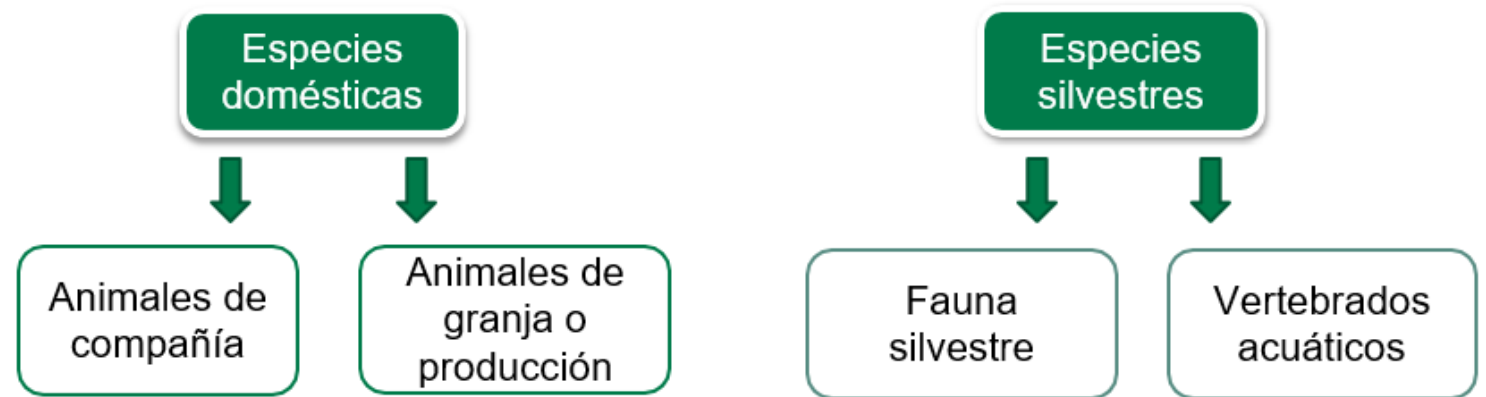 Especies
domésticas
Especies
silvestres
Animales de
compañía
Animales de
granja o
producción
Fauna
silvestre
Vertebrados
acuáticos